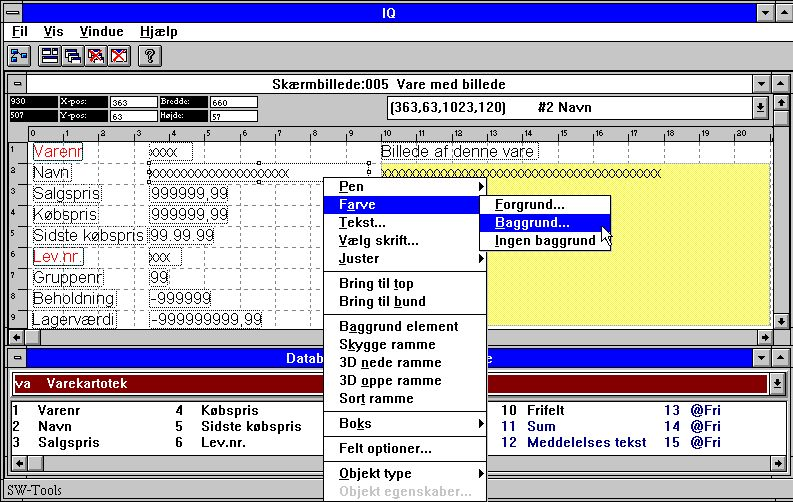 IQ
Fil Vis Vindue Hjælp
?
Skærmbillede:005 Vare med billede
930 X-pos: 363 Bredde: 660
507 Y-pos: 63 Højde: 57
(363,63,1023,120) #2 Navn
0 1 2 3 4 5 6 7 8 9 10 11 12 13 14 15 16 17 18 19 20
1 Varenr xxxx Billede af denne vare
2 Navn xxxxxxxxxxxxxxxxxxxx xxxxxxxxxxxxxxxxxxxxxxxxxxxxxxxxxxxxxxxx
3 Salgspris 999999,99
4 Købspris 999999,99
5 Sidste købspris 99.99.99
6 Lev.nr. xxx
7 Gruppenr 99
8 Beholdning -999999
9 Lagerværdi -999999999,99
Pen
Farve
Tekst...
Vælg skrift...
Juster
Bring til top
Bring til bund
Baggrund element
Skygge ramme
3D nede ramme
3D oppe ramme
Sort ramme
Boks
Felt optioner...
Objekt type
Objekt egenskaber...
Forgrund...
Baggrund...
Ingen baggrund
va Varekartotek
1 Varenr 4 Købspris 10 Frifelt 13 @Fri
2 Navn 5 Sidste købspris 11 Sum 14 @Fri
3 Salgspris 6 Lev.nr. 12 Meddelelses tekst 15 @Fri
SW-Tools